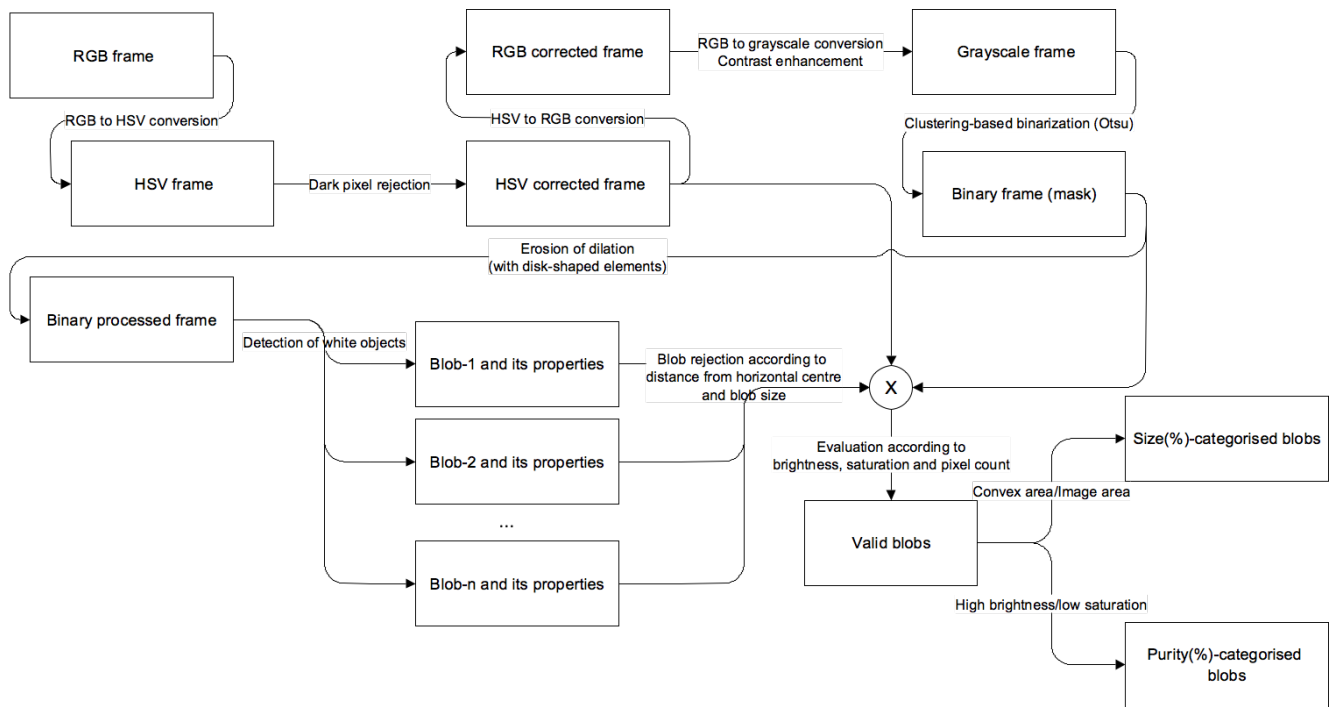 RGB frame
RGB corrected frame
RGB to grayscale conversion
Contrast enhancement
Grayscale frame
RGB to HSV conversion
HSV to RGB conversion
Clustering-based binarization (Otsu)
HSV frame
Dark pixel rejection
HSV corrected frame
Binary frame (mask)
Erosion of dilation
(with disk-shaped elements)
Binary processed frame
Detection of white objects
Blob-1 and its properties
Blob rejection according to
distance from horizontal centre
and blob size
X
Blob-2 and its properties
...
Blob-n and its properties
Evaluation according to
brightness, saturation and pixel count
Valid blobs
Convex area/Image area
Size(%)-categorised blobs
High brightness/low saturation
Purity(%)-categorised
blobs